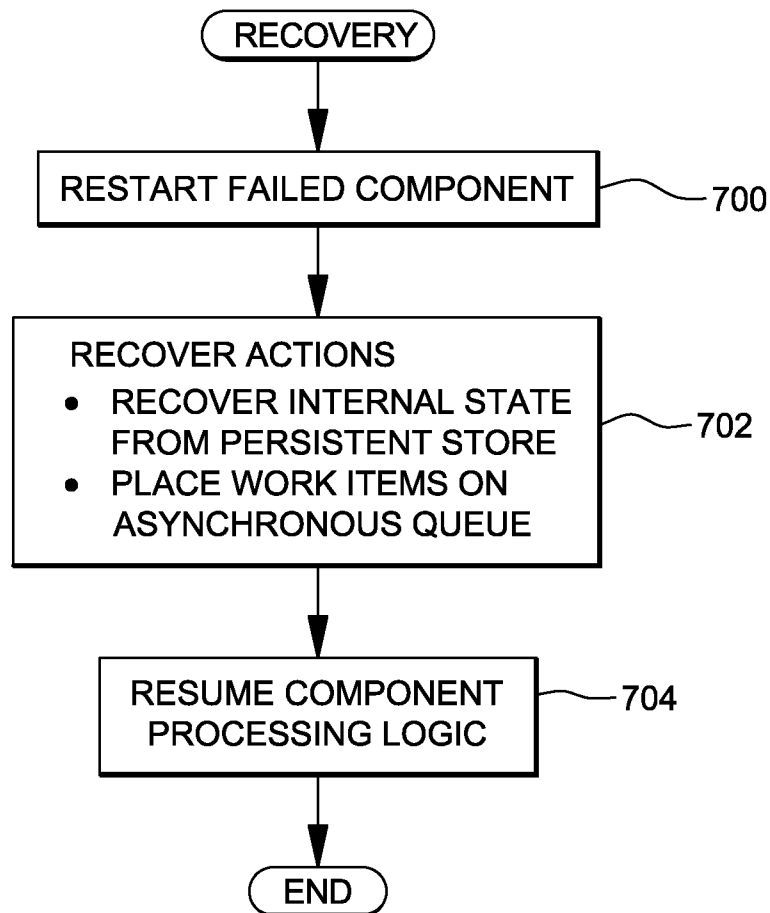 RECOVERY
RESTART FAILED COMPONENT
700
RECOVER ACTIONS
• RECOVER INTERNAL STATE
FROM PERSISTENT STORE
• PLACE WORK ITEMS ON
ASYNCHRONOUS QUEUE
702
RESUME COMPONENT
PROCESSING LOGIC
704
END